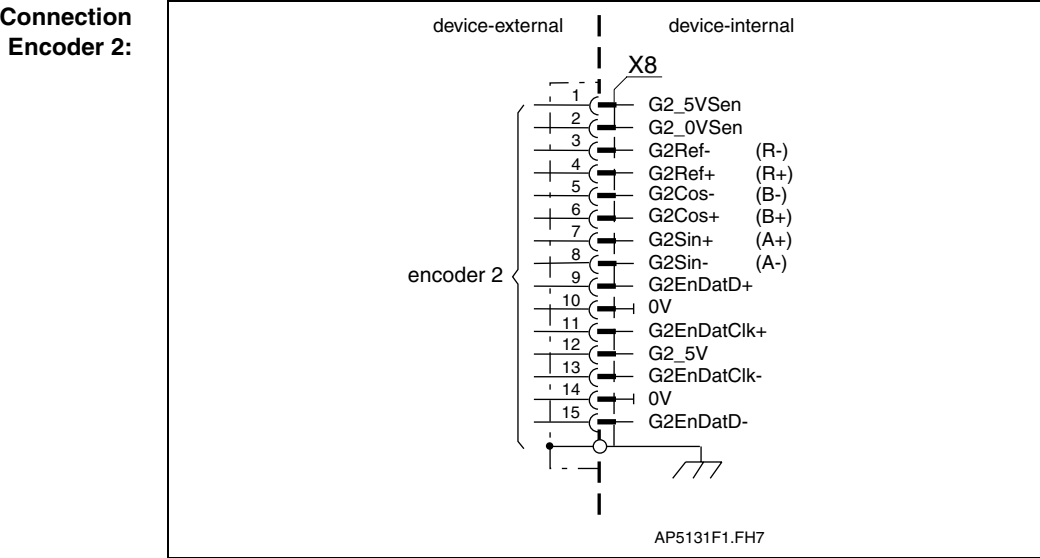 Connection
Encoder 2:
device-external device-internal
X8
1 G2_5VSen
2 G2_0VSen
3 G2Ref- (R-)
4 G2Ref+ (R+)
5 G2Cos- (B-)
6 G2Cos+ (B+)
7 G2Sin+ (A+)
8 G2Sin- (A-)
encoder 2
9 G2EnDatD+
10 0V
11 G2EnDatClk+
12 G2_5V
13 G2EnDatClk-
14 0V
15 G2EnDatD-
AP5131F1.FH7